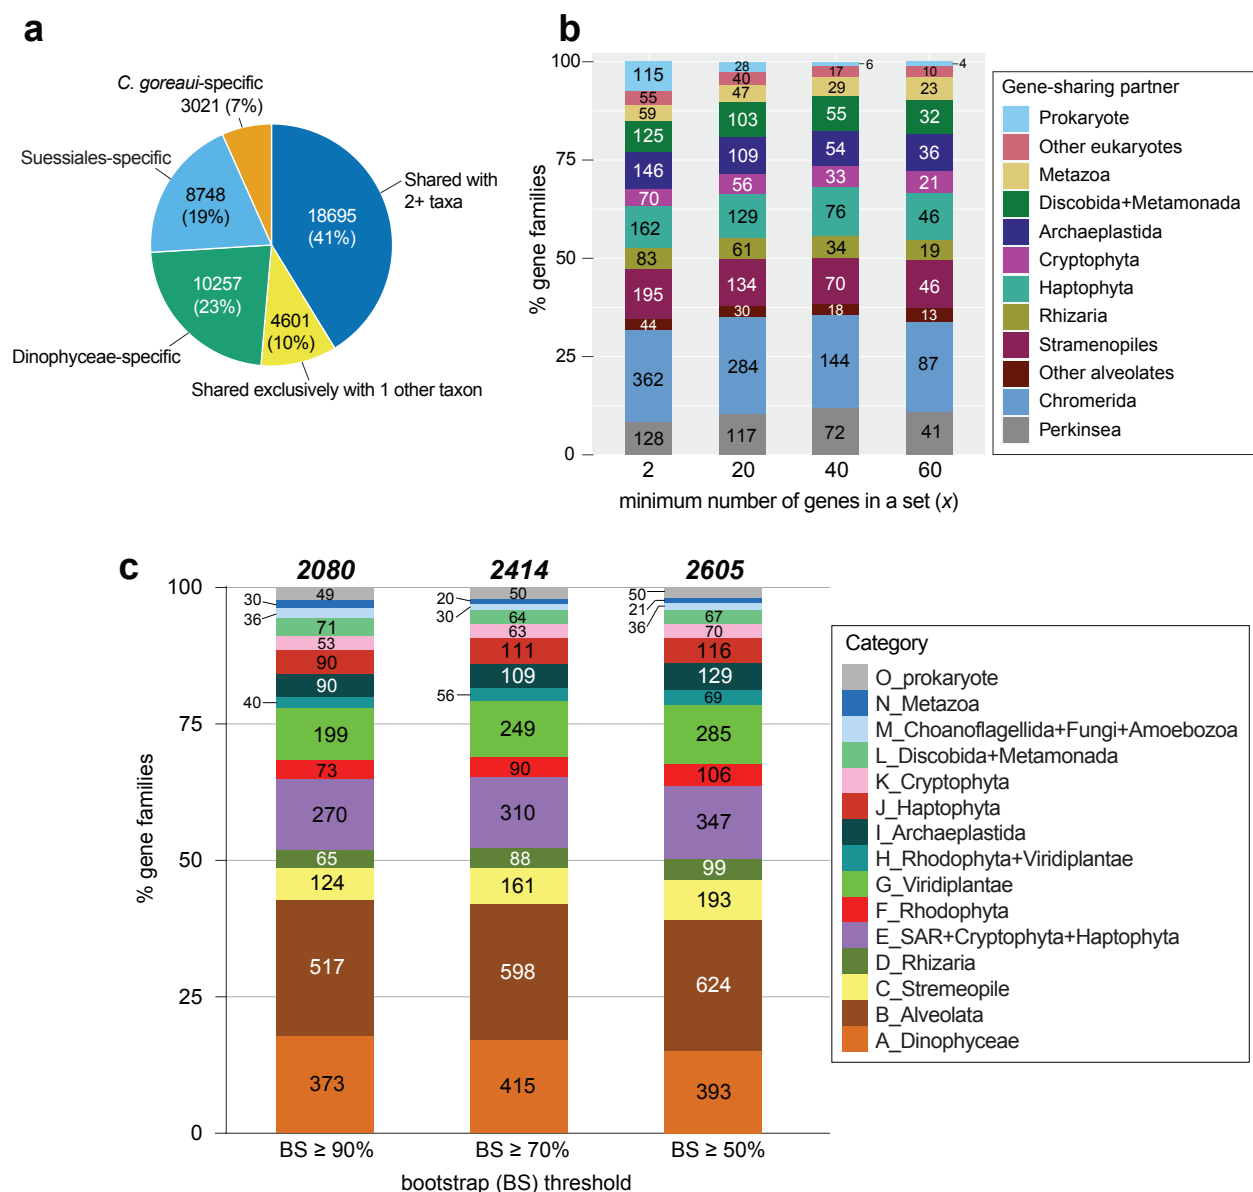 a
C. goreaui-specific
3021 (7%)
Suessiales-specific
8748
(19%)
Shared with
2+ taxa
18695
(41%)
10257
(23%)
4601
(10%)
Dinophyceae-specific
Shared exclusively with 1 other taxon
b
% gene families
100
75
50
25
0
115
55
59
125
146
70
162
83
195
44
362
128
28
40
47
103
109
56
129
61
134
30
284
117
6
17
29
55
54
33
76
34
70
18
144
72
4
10
23
32
36
21
46
19
46
13
87
41
2 20 40 60
minimum number of genes in a set (x)
Gene-sharing partner
Prokaryote
Other eukaryotes
Metazoa
Discobida+Metamonada
Archaeplastida
Cryptophyta
Haptophyta
Rhizaria
Stramenopiles
Other alveolates
Chromerida
Perkinsea
c
2080 2414 2605
% gene families
100
75
50
25
0
49
30
36
71
53
90
90
40
199
73
270
65
124
517
373
50
20
30
64
63
111
109
56
249
90
310
88
161
598
415
50
21
36
67
70
116
129
69
285
106
347
99
193
624
393
BS ≥ 90% BS ≥ 70% BS ≥ 50%
bootstrap (BS) threshold
Category
O_prokaryote
N_Metazoa
M_Choanoflagellida+Fungi+Amoebozoa
L_Discobida+Metamonada
K_Cryptophyta
J_Haptophyta
I_Archaeplastida
H_Rhodophyta+Viridiplantae
G_Viridiplantae
F_Rhodophyta
E_SAR+Cryptophyta+Haptophyta
D_Rhizaria
C_Stremeopile
B_Alveolata
A_Dinophyceae